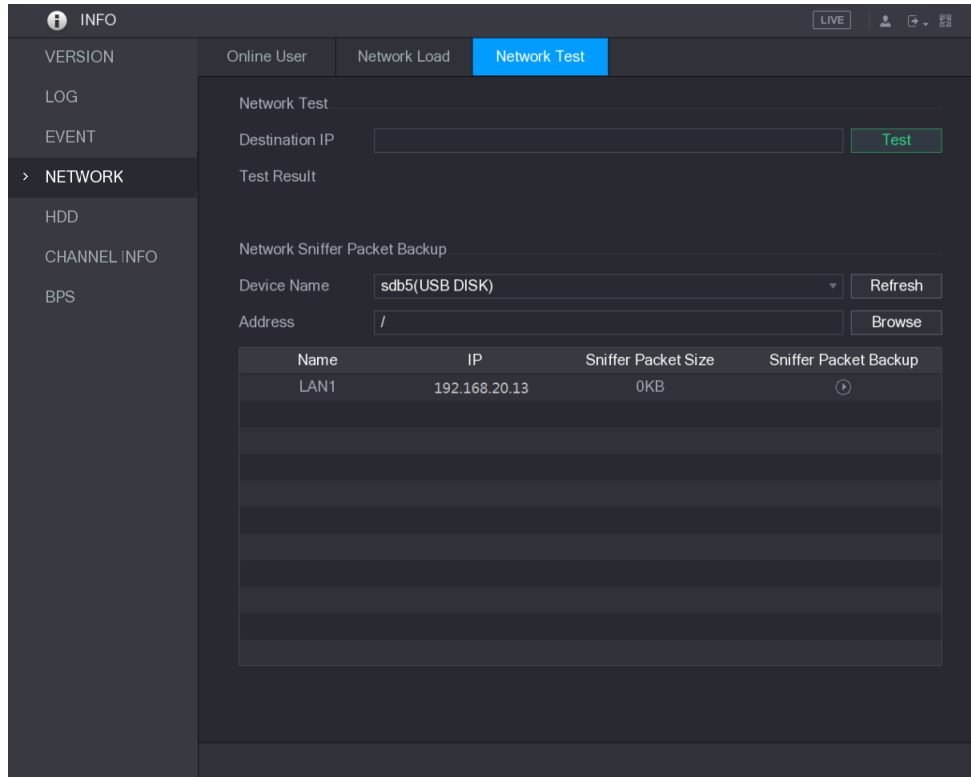 INFO
LIVE
VERSION
LOG
EVENT
NETWORK
HDD
CHANNEL INFO
BPS
Online User Network Load Network Test
Network Test
Destination IP Test
Test Result
Network Sniffer Packet Backup
Device Name sdb5(USB DISK) Refresh
Address / Browse
Name IP Sniffer Packet Size Sniffer Packet Backup
LAN1 192.168.20.13 0KB